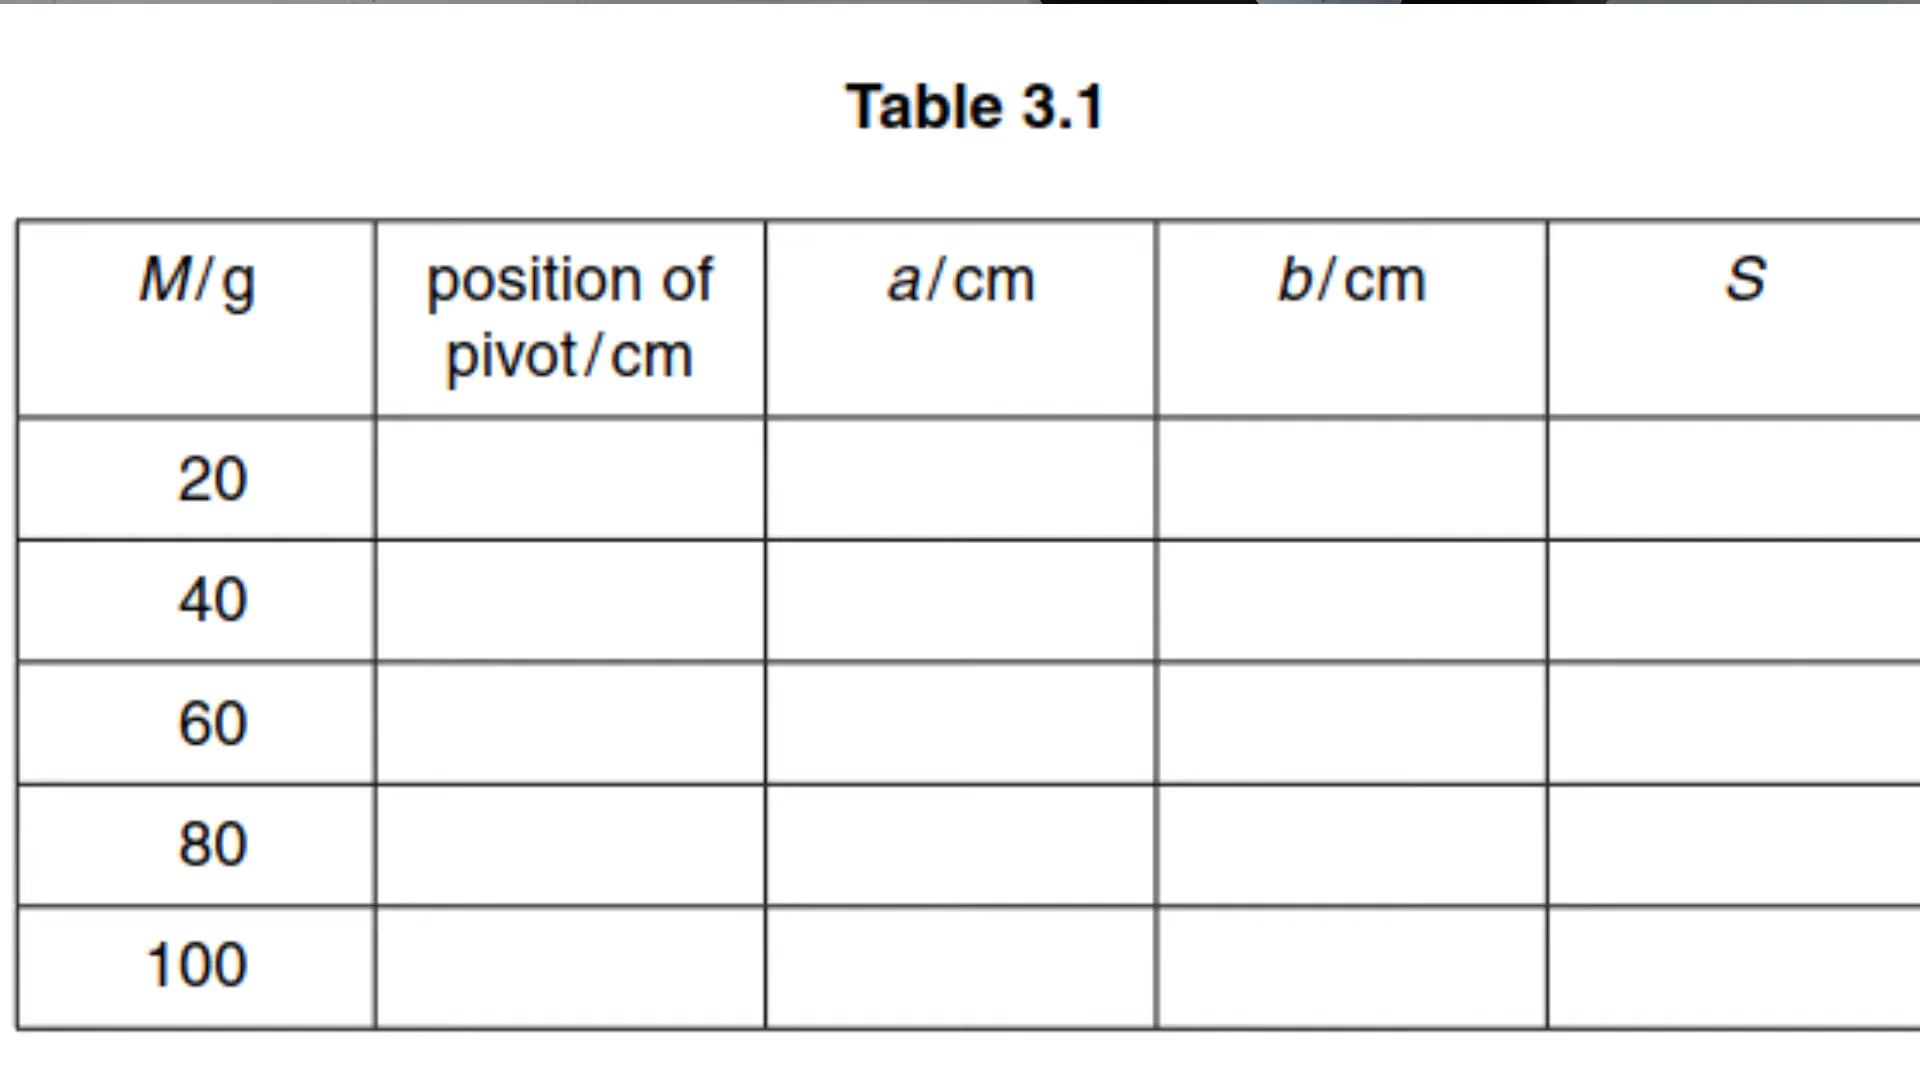 Table 3.1
M/g
position of
pivot/cm
a/cm
b/cm
S
20
40
60
80
100